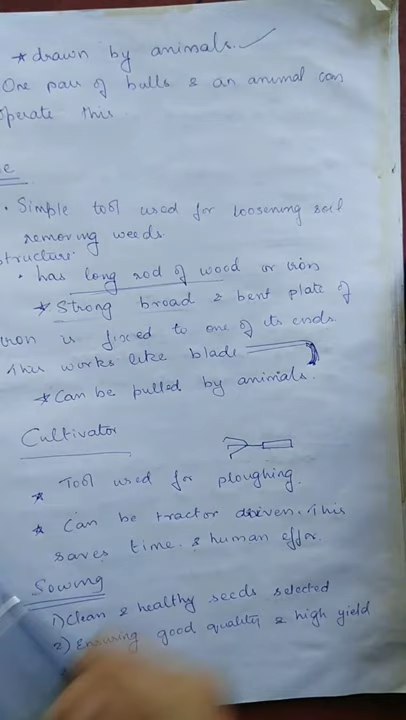 * drawn by animals.
One pair of bulls & an animal can
operate this
e
• Simple tool used for loosening soil
removing weeds.
structure.
• has long rod of wood or iron
* Strong broad & bent plate of
iron is fixed to one of its ends.
This works like blade
* Can be pulled by animals.
Cultivator
* Tool used for ploughing.
* Can be tractor driven. This
saves time & human effor.
Sowing
1) Clean & healthy seeds selected
2) Ensuring good quality & high yield